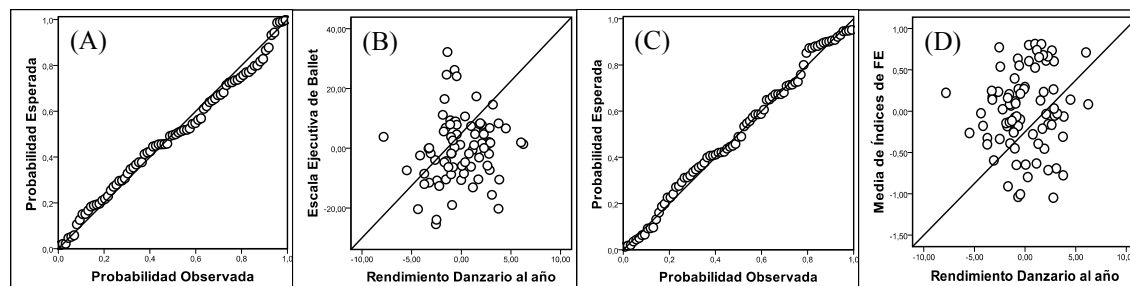 (A)
Probabilidad Esperada
1,0
0,8
0,6
0,4
0,2
0,0
0,0 0,2 0,4 0,6 0,8 1,0
Probabilidad Observada
(B)
Escala Ejecutiva de Ballet
40,00
20,00
,00
-20,00
-10,00 -5,00 ,00 5,00 10,00
Rendimiento Danzario al año
(C)
Probabilidad Esperada
1,0
0,8
0,6
0,4
0,2
0,0
0,0 0,2 0,4 0,6 0,8 1,0
Probabilidad Observada
(D)
Media de Índices de FE
1,00
,50
,00
-,50
-1,00
-1,50
-10,00 -5,00 ,00 5,00 10,00
Rendimiento Danzario al año